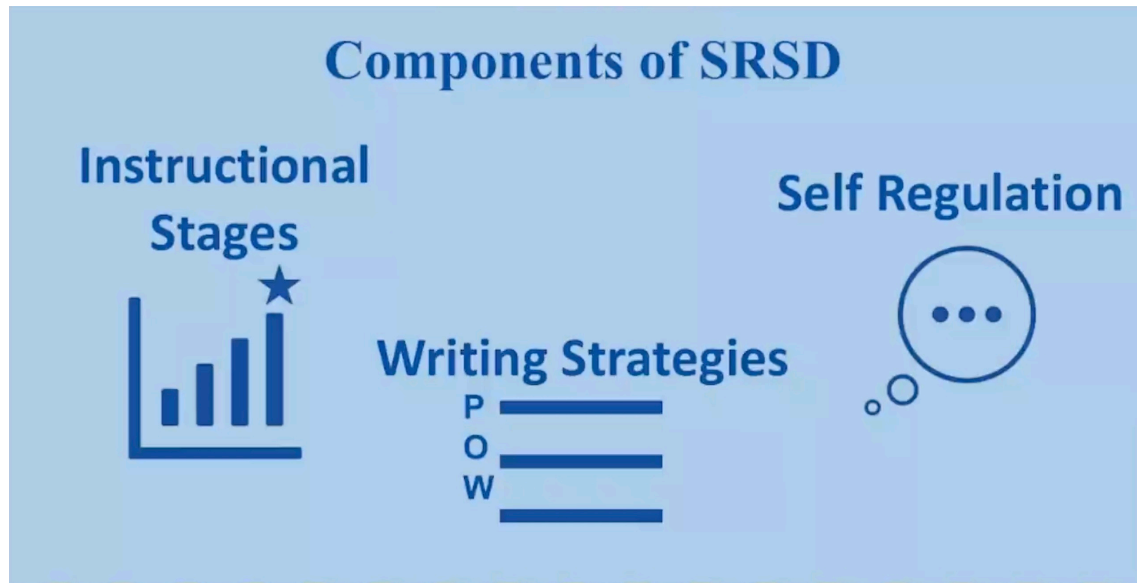 Components of SRSD
Instructional
Stages
Writing Strategies
P
O
W
Self Regulation